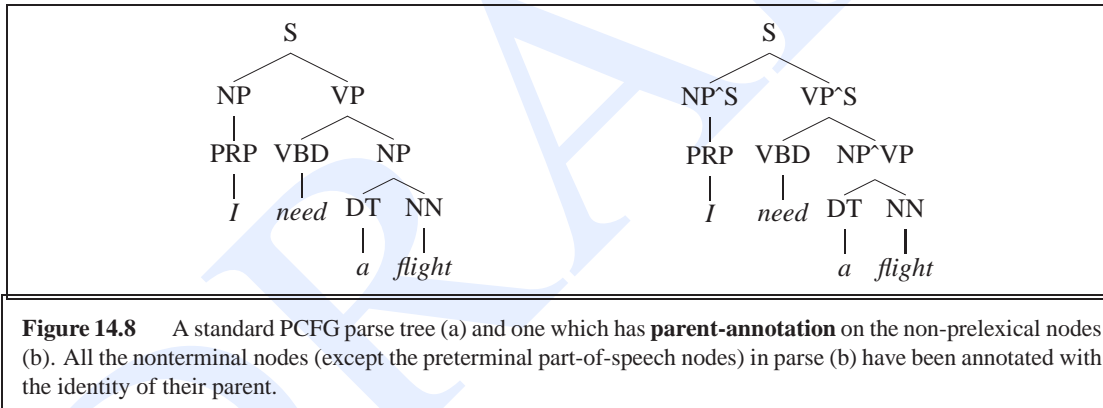 S S
NP VP NP^S VP^S
PRP VBD NP PRP VBD NP^VP
I need DT NN I need DT NN
a flight a flight
Figure 14.8 A standard PCFG parse tree (a) and one which has parent-annotation on the non-prelexical nodes
(b). All the nonterminal nodes (except the preterminal part-of-speech nodes) in parse (b) have been annotated with
the identity of their parent.